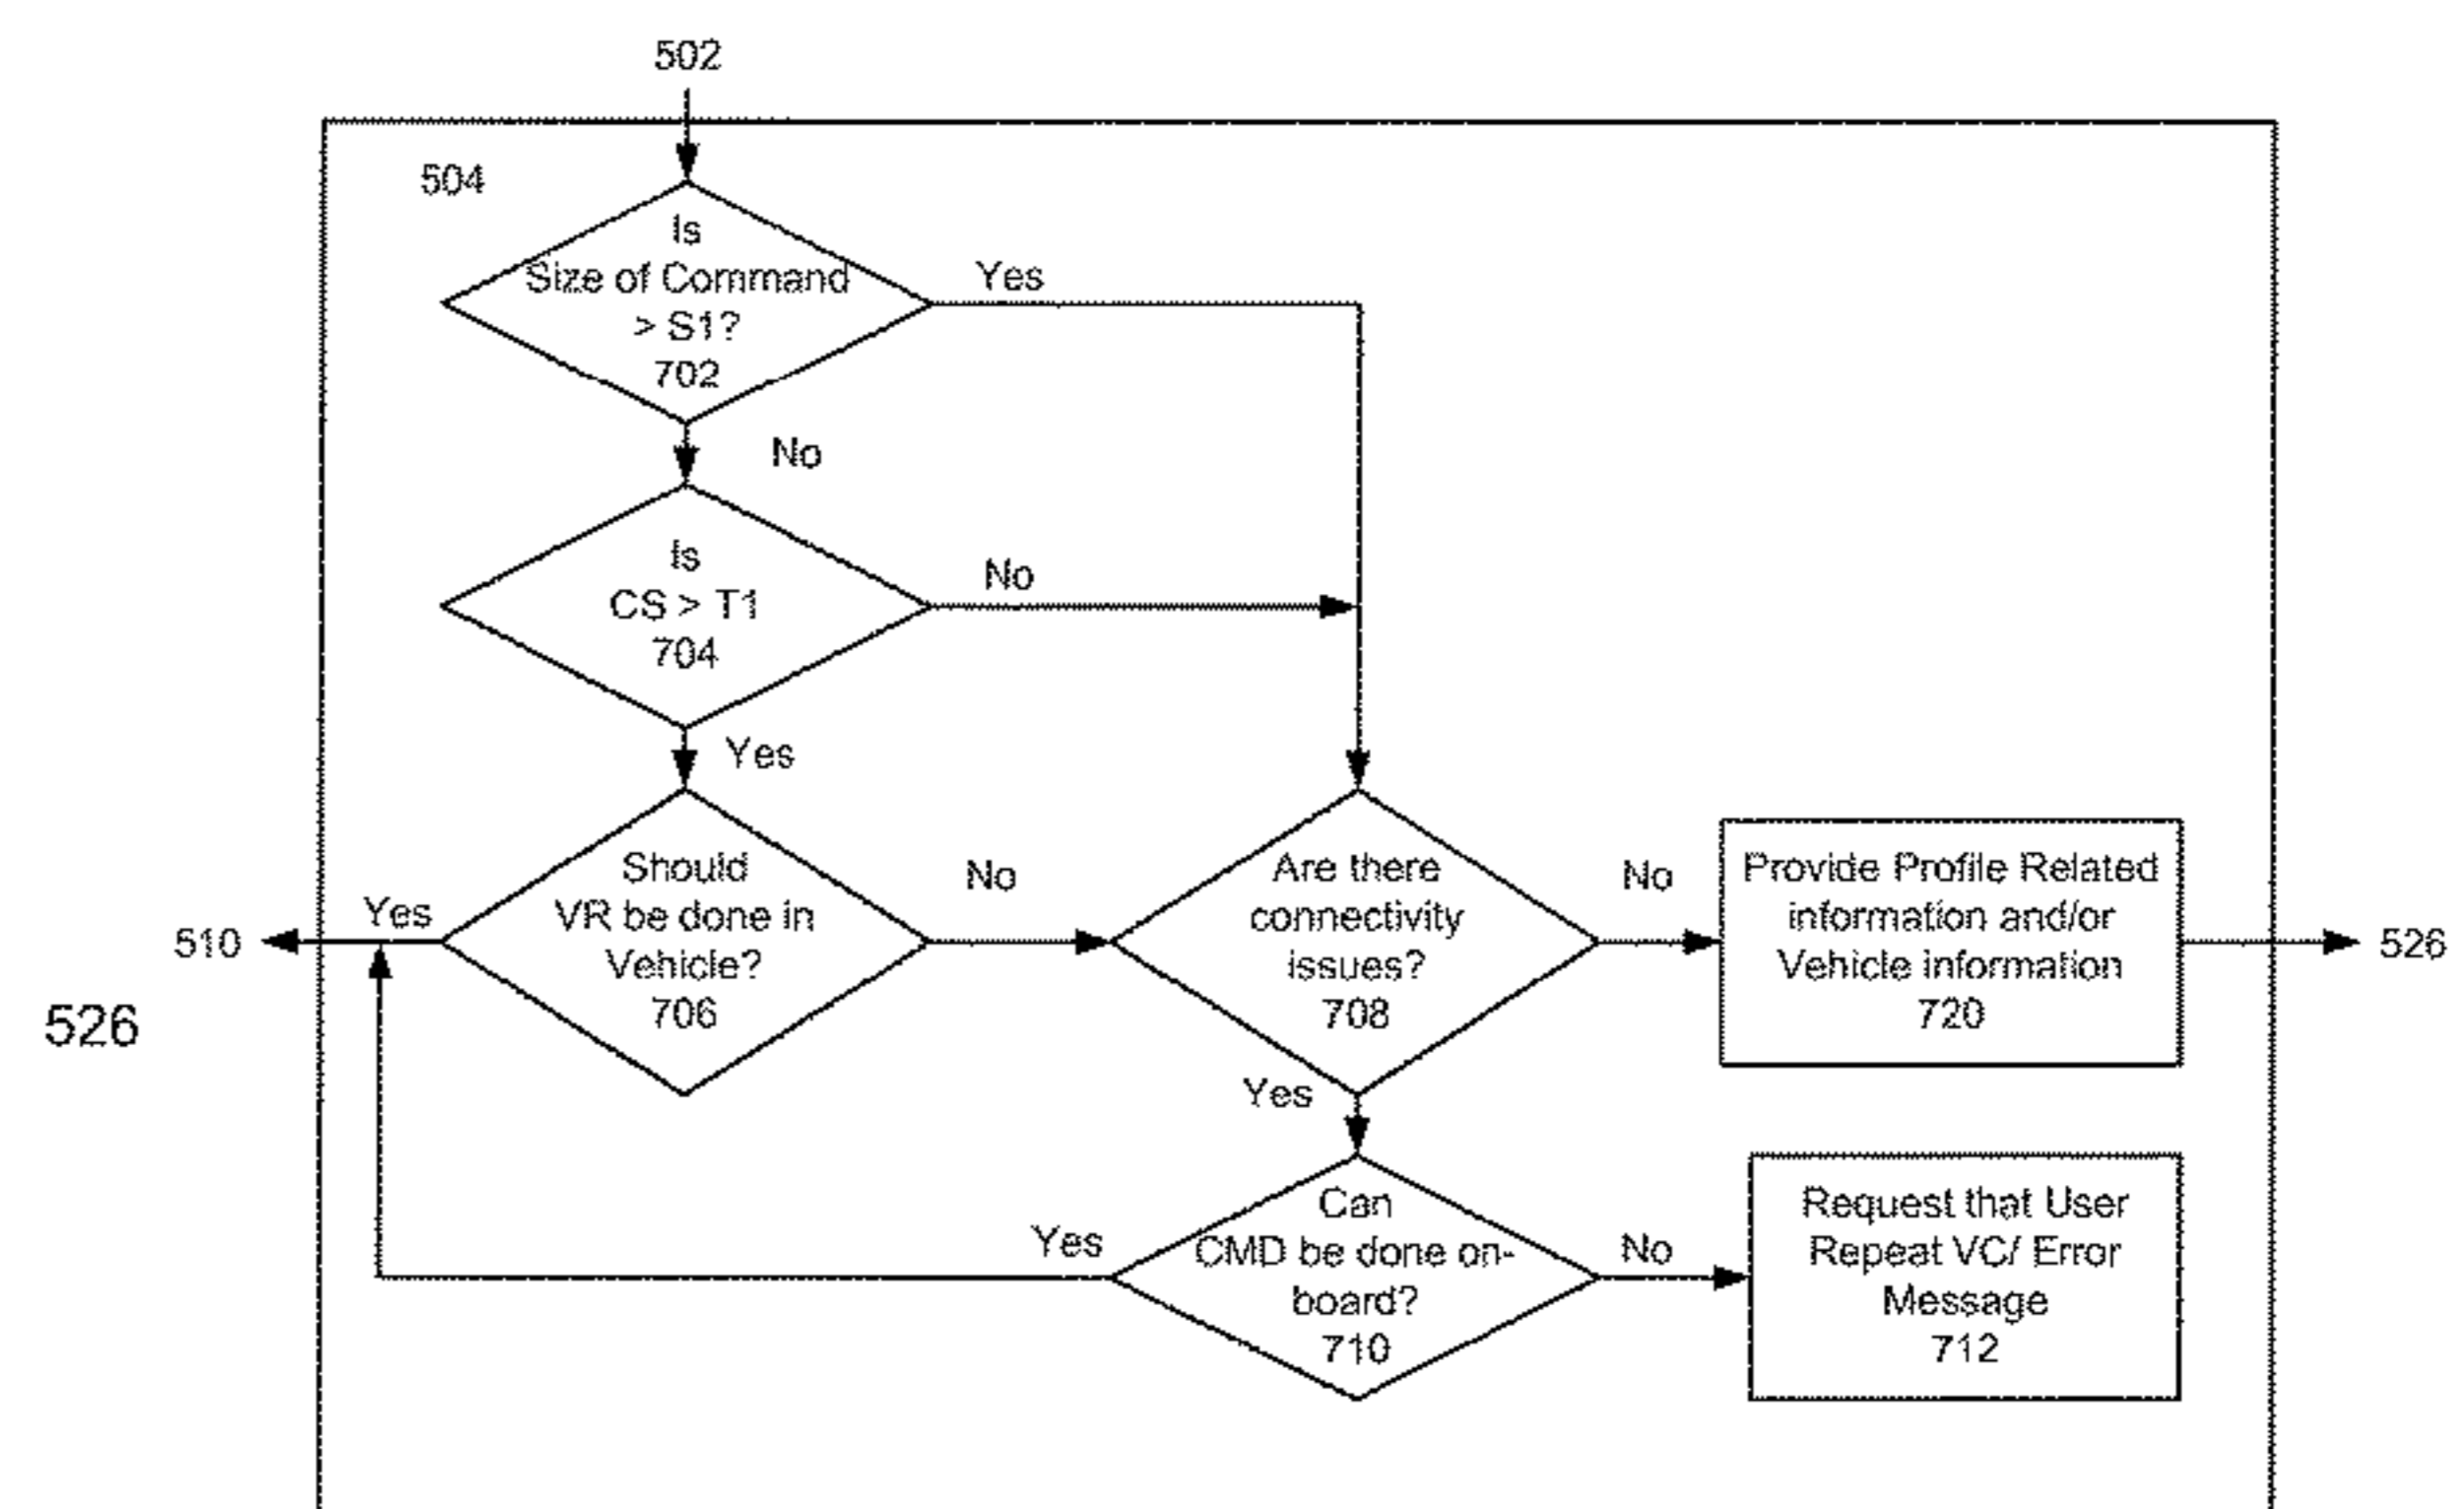 502
504
Is
Size of Command
> S1?
702
Yes
No
Is
CS > T1
704
No
Yes
Should
VR be done in
Vehicle?
706
Yes
510
No
Are there
connectivity
issues?
708
No
Provide Profile Related
information and/or
Vehicle information
720
526
526
Yes
Can
CMD be done on-
board?
710
Yes
No
Request that User
Repeat VC/ Error
Message
712